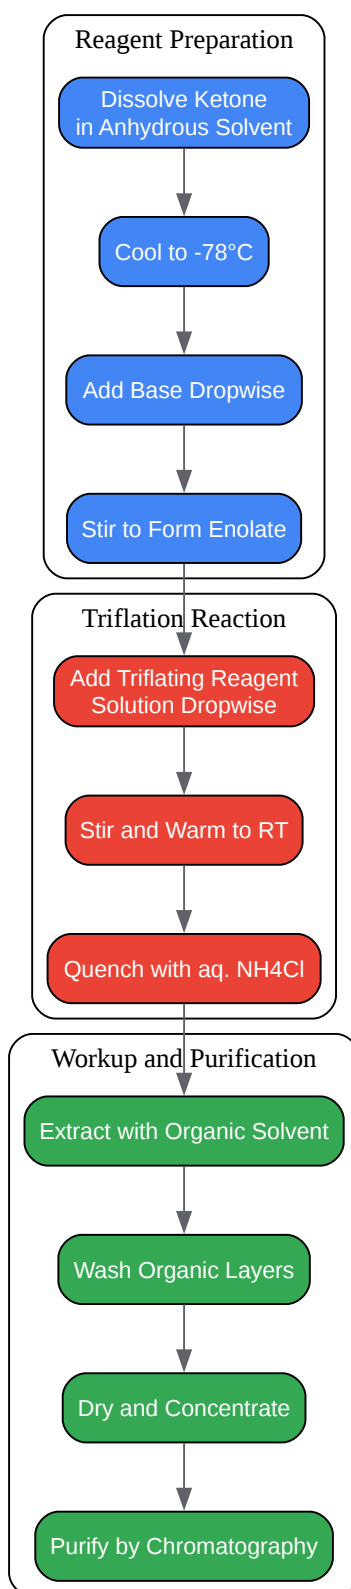 Reagent Preparation
Dissolve Ketone
in Anhydrous Solvent
Cool to -78°C
Add Base Dropwise
Stir to Form Enolate
Triflation Reaction
Add Triflating Reagent
Solution Dropwise
Stir and Warm to RT
Quench with aq. NH4Cl
Workup and Purification
Extract with Organic Solvent
Wash Organic Layers
Dry and Concentrate
Purify by Chromatography